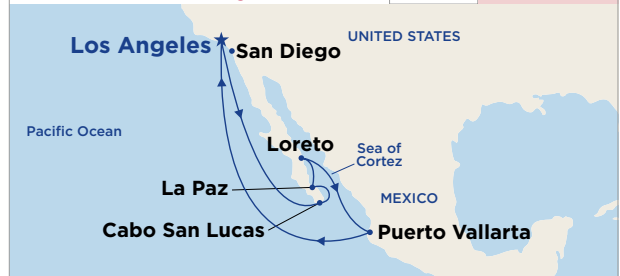 UNITED STATES
Los Angeles
San Diego
Pacific Ocean
Loreto
Sea of
Cortez
La Paz
MEXICO
Cabo San Lucas
Puerto Vallarta